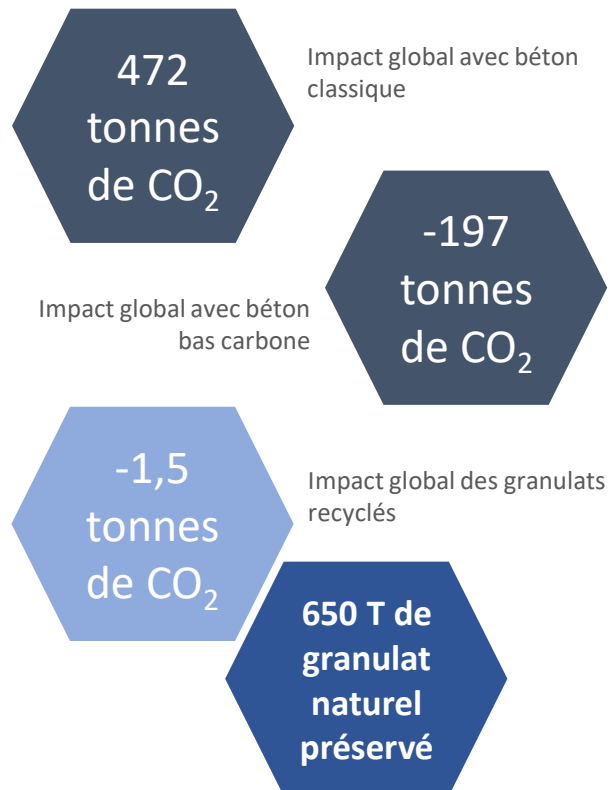 472
tonnes
de CO₂
Impact global avec béton
classique
-197
tonnes
de CO₂
Impact global avec béton
bas carbone
-1,5
tonnes
de CO₂
Impact global des granulats
recyclés
650 T de
granulat
naturel
préservé